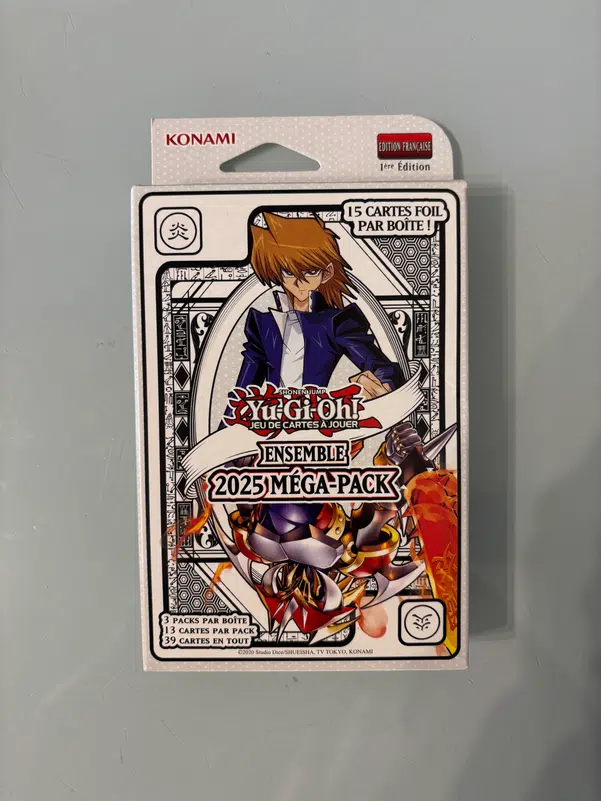 KONAMI
EDITION FRANÇAISE
1ère Édition
15 CARTES FOIL
PAR BOÎTE !
炎
SHONEN JUMP
Yu-Gi-Oh!
JEU DE CARTES À JOUER
ENSEMBLE
2025 MÉGA-PACK
3 PACKS PAR BOÎTE
13 CARTES PAR PACK
39 CARTES EN TOUT
©2020 Studio Dice/SHUEISHA, TV TOKYO, KONAMI